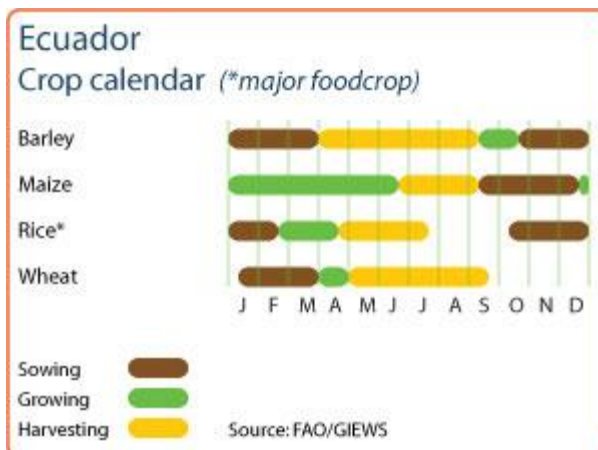 Ecuador
Crop calendar (*major foodcrop)
Barley
Maize
Rice*
Wheat
J F M A M J J A S O N D
Sowing
Growing
Harvesting
Source: FAO/GIEWS